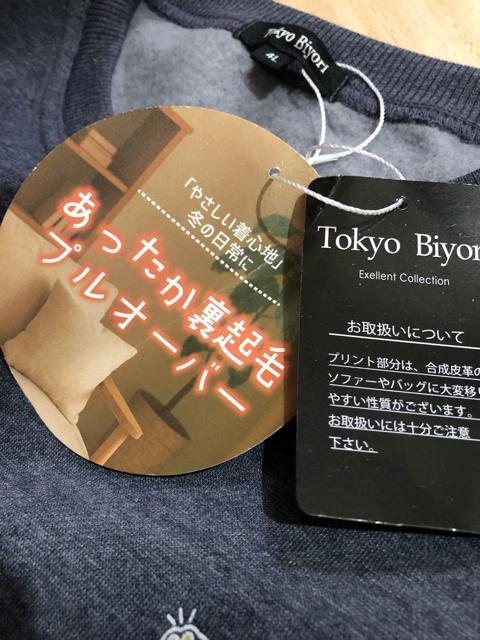 Tokyo Biyori
4L
「やさしい着心地」
冬の日常に
あったか裏起毛
プルオーバー
Tokyo Biyori
Exellent Collection
お取扱いについて
プリント部分は、合成皮革の
ソファーやバッグに大変移い
やすい性質がございます。
お取扱いには十分ご注意
下さい。